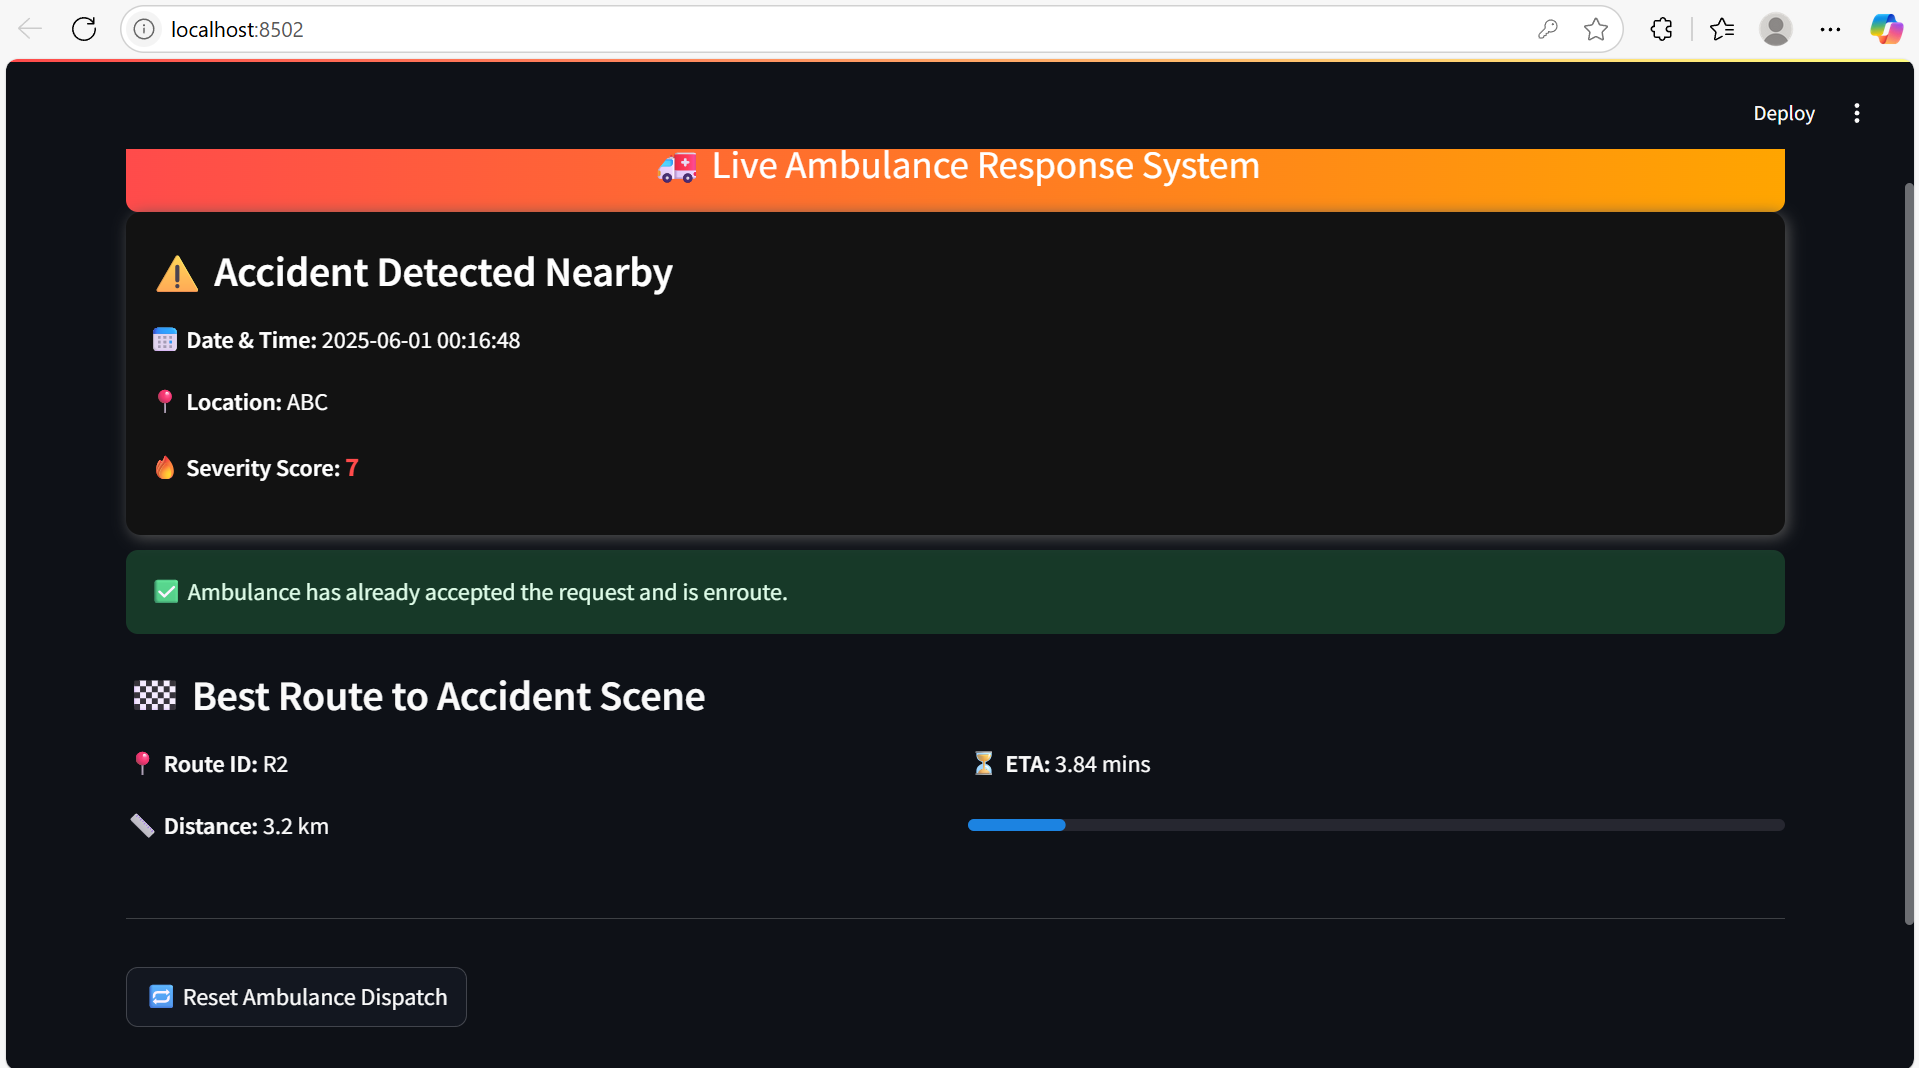 localhost:8502
Deploy
Live Ambulance Response System
Accident Detected Nearby
Date & Time: 2025-06-01 00:16:48
Location: ABC
Severity Score: 7
Ambulance has already accepted the request and is enroute.
Best Route to Accident Scene
Route ID: R2
ETA: 3.84 mins
Distance: 3.2 km
Reset Ambulance Dispatch